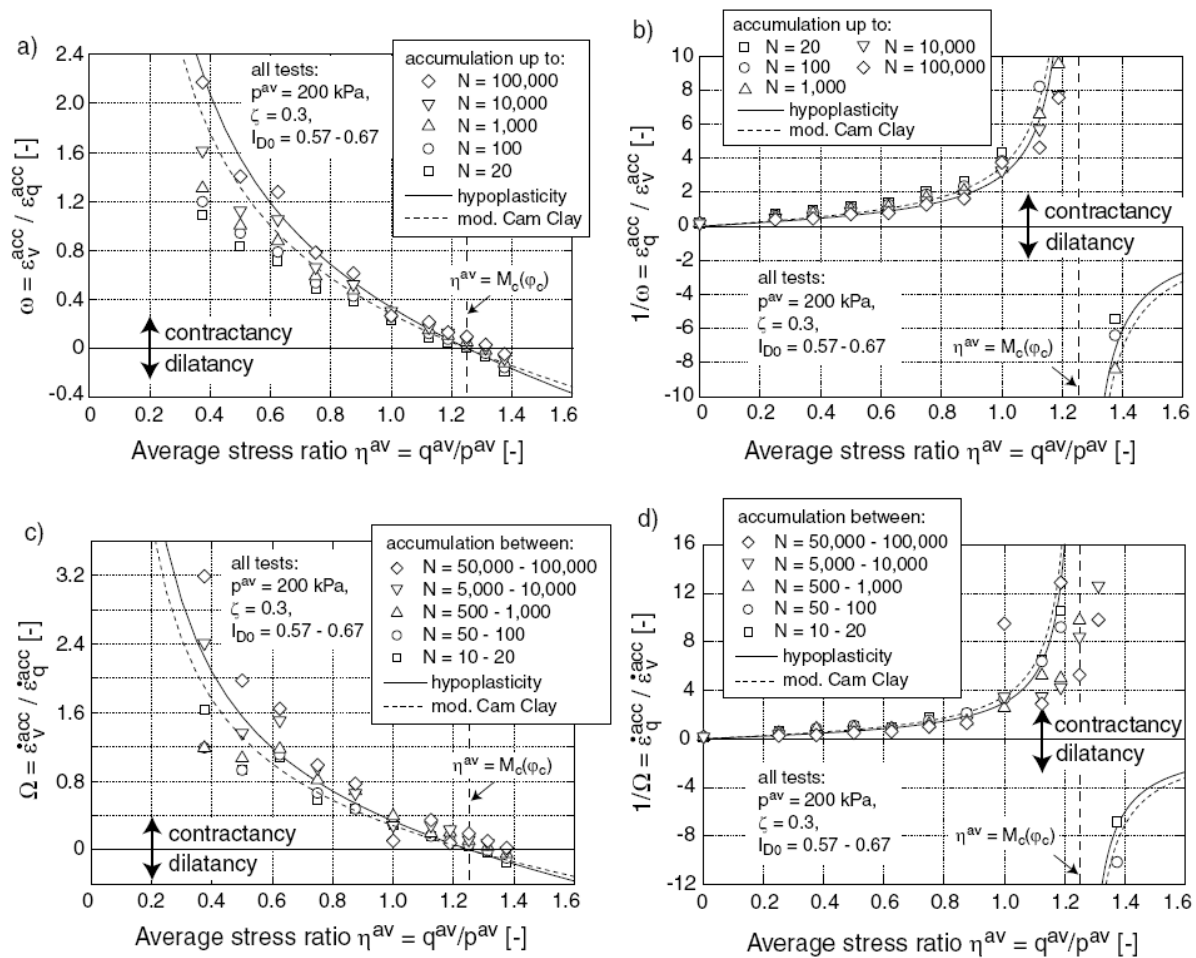 a)
2.4
2.0
1.6
1.2
0.8
0.4
0
-0.4
ω = ε_v^acc / ε_q^acc [-]
all tests:
p^av = 200 kPa,
ζ = 0.3,
I_D0 = 0.57 - 0.67
accumulation up to:
N = 100,000
N = 10,000
N = 1,000
N = 100
N = 20
hypoplasticity
mod. Cam Clay
η^av = M_c(φ_c)
contractancy
dilatancy
0 0.2 0.4 0.6 0.8 1.0 1.2 1.4 1.6
Average stress ratio η^av = q^av/p^av [-]
b)
10
8
6
4
2
0
-2
-4
-6
-8
-10
1/ω = ε_q^acc / ε_v^acc [-]
accumulation up to:
N = 20 N = 10,000
N = 100 N = 100,000
N = 1,000
hypoplasticity
mod. Cam Clay
contractancy
dilatancy
all tests:
p^av = 200 kPa,
ζ = 0.3,
I_D0 = 0.57 - 0.67
η^av = M_c(φ_c)
0 0.2 0.4 0.6 0.8 1.0 1.2 1.4 1.6
Average stress ratio η^av = q^av/p^av [-]
c)
3.2
2.4
1.6
0.8
0
Ω = ε̇_v^acc / ε̇_q^acc [-]
all tests:
p^av = 200 kPa,
ζ = 0.3,
I_D0 = 0.57 - 0.67
accumulation between:
N = 50,000 - 100,000
N = 5,000 - 10,000
N = 500 - 1,000
N = 50 - 100
N = 10 - 20
hypoplasticity
mod. Cam Clay
η^av = M_c(φ_c)
contractancy
dilatancy
0 0.2 0.4 0.6 0.8 1.0 1.2 1.4 1.6
Average stress ratio η^av = q^av/p^av [-]
d)
16
12
8
4
0
-4
-8
-12
1/Ω = ε̇_q^acc / ε̇_v^acc [-]
accumulation between:
N = 50,000 - 100,000
N = 5,000 - 10,000
N = 500 - 1,000
N = 50 - 100
N = 10 - 20
hypoplasticity
mod. Cam Clay
contractancy
dilatancy
all tests:
p^av = 200 kPa,
ζ = 0.3,
I_D0 = 0.57 - 0.67
η^av = M_c(φ_c)
0 0.2 0.4 0.6 0.8 1.0 1.2 1.4 1.6
Average stress ratio η^av = q^av/p^av [-]